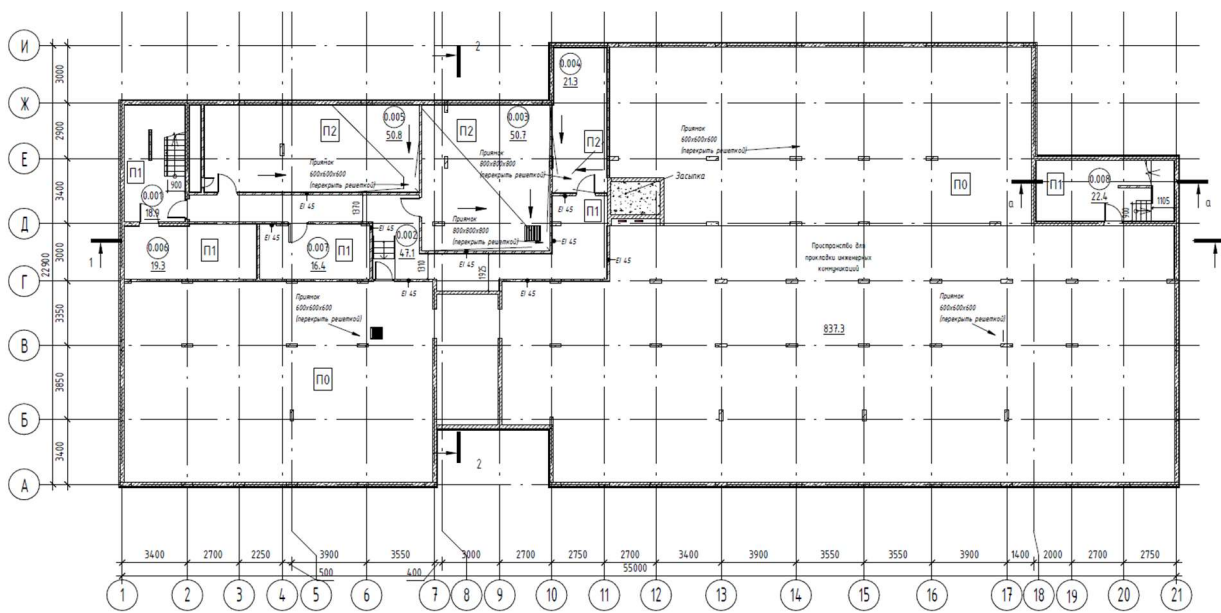 И
Ж
Е
Д
Г
В
Б
А
3000
2900
3400
3000
3350
3850
3400
22900
2
0.004
21.3
0.005
50.8
П2
0.003
50.7
П2
П2
П1
Приямок
600х600х600
(перекрыть решеткой)
Приямок
800х800х800
(перекрыть решеткой)
Приямок
600х600х600
(перекрыть решеткой)
Засыпка
П0
П1
900
0.001
18.9
EI 45
1370
EI 45
П1
0.008
22.4
900
1105
а
а
Приямок
800х800х800
(перекрыть решеткой)
0.006
19.3
П1
EI 45
0.007
16.4
П1
EI 45
0.002
47.1
1310
EI 45
EI 45
EI 45
1
1925
EI 45
EI 45
Пространство для
прокладки инженерных
коммуникаций
837.3
Приямок
600х600х600
(перекрыть решеткой)
Приямок
600х600х600
(перекрыть решеткой)
П0
2
3400 2700 2250 3900 3550 3000 2700 2750 2700 3400 3900 3550 3550 3900 1400 2000 2700 2750
500 400 55000
1 2 3 4 5 6 7 8 9 10 11 12 13 14 15 16 17 18 19 20 21